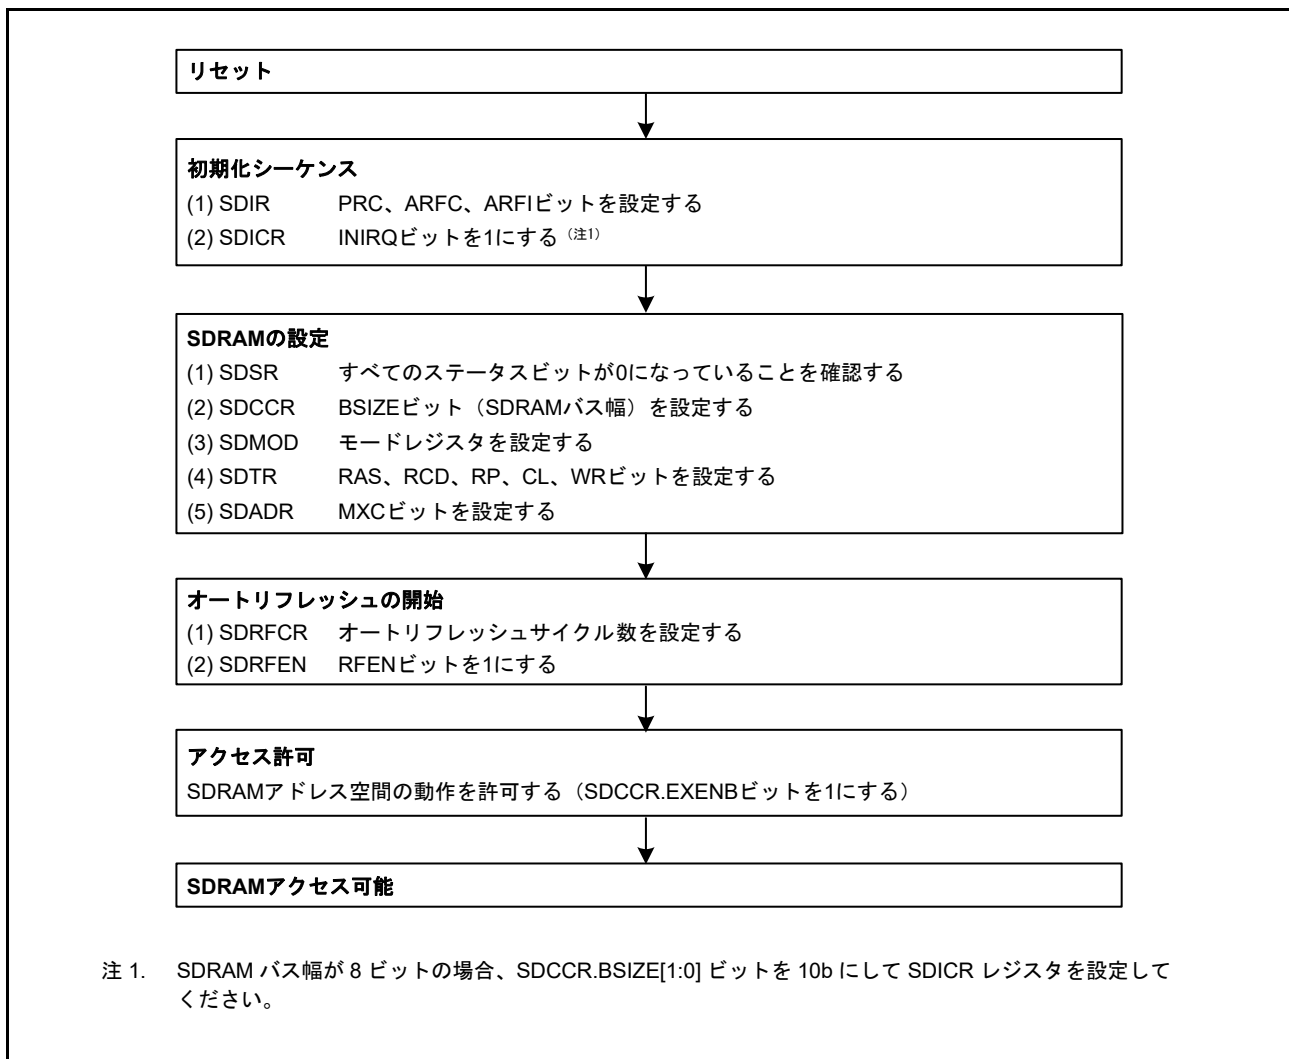 リセット
初期化シーケンス
(1) SDIR PRC、ARFC、ARFIビットを設定する
(2) SDICR INIRQビットを1にする（注1）
SDRAMの設定
(1) SDSR すべてのステータスビットが0になっていることを確認する
(2) SDCCR BSIZEビット（SDRAMバス幅）を設定する
(3) SDMOD モードレジスタを設定する
(4) SDTR RAS、RCD、RP、CL、WRビットを設定する
(5) SDADR MXCビットを設定する
オートリフレッシュの開始
(1) SDRFCR オートリフレッシュサイクル数を設定する
(2) SDRFEN RFENビットを1にする
アクセス許可
SDRAMアドレス空間の動作を許可する（SDCCR.EXENBビットを1にする）
SDRAMアクセス可能
注 1. SDRAM バス幅が 8 ビットの場合、SDCCR.BSIZE[1:0] ビットを 10b にして SDICR レジスタを設定して
ください。